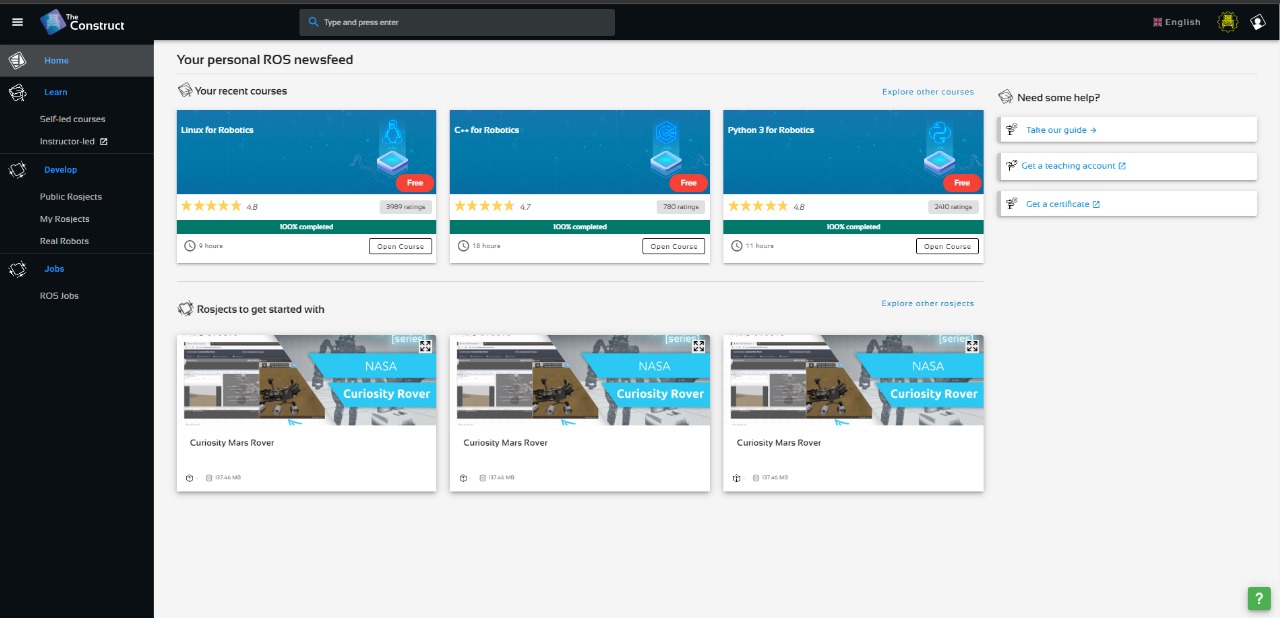 The
Construct
Type and press enter
English
Home
Learn
Self-led courses
Instructor-led
Develop
Public Rosjects
My Rosjects
Real Robots
Jobs
ROS Jobs
Your personal ROS newsfeed
Your recent courses
Explore other courses
Linux for Robotics
Free
4.8
3989 ratings
100% completed
9 hours
Open Course
C++ for Robotics
Free
4.7
780 ratings
100% completed
18 hours
Open Course
Python 3 for Robotics
Free
4.8
2410 ratings
100% completed
11 hours
Open Course
Need some help?
Take our guide →
Get a teaching account
Get a certificate
Rosjects to get started with
Explore other rosjects
[series]
NASA
Curiosity Rover
Curiosity Mars Rover
137.46 MB
[series]
NASA
Curiosity Rover
Curiosity Mars Rover
137.46 MB
[series]
NASA
Curiosity Rover
Curiosity Mars Rover
137.46 MB
?